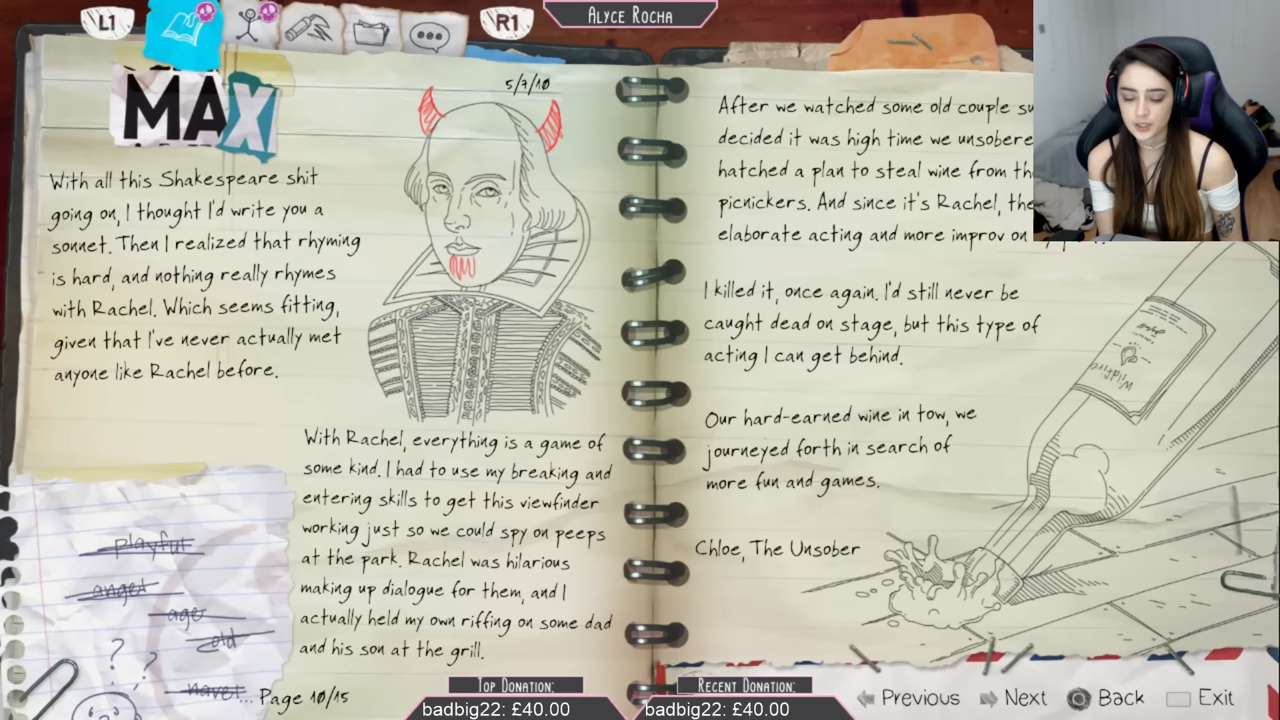 L1
R1
ALYCE ROCHA
MAX
5/7/10
With all this Shakespeare shit
going on, I thought I'd write you a
sonnet. Then I realized that rhyming
is hard, and nothing really rhymes
with Rachel. Which seems fitting,
given that I've never actually met
anyone like Rachel before.
With Rachel, everything is a game of
some kind. I had to use my breaking and
entering skills to get this viewfinder
working just so we could spy on peeps
at the park. Rachel was hilarious
making up dialogue for them, and I
actually held my own riffing on some dad
and his son at the grill.
playful
angel
age
old
navel...
? ?
Page 10/15
After we watched some old couple
decided it was high time we
hatched a plan to steal wine from
picnickers. And since it's Rachel,
elaborate acting and more improv on
I killed it, once again. I'd still never be
caught dead on stage, but this type of
acting I can get behind.
Our hard-earned wine in tow, we
journeyed forth in search of
more fun and games.
Chloe, The Unsober
TOP DONATION:
badbig22: £40.00
RECENT DONATION:
badbig22: £40.00
Previous
Next
Back
Exit